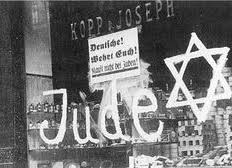 KOPP & JOSEPH
Deutsche!
Wehrt Euch!
Kauft nicht bei Juden!
Jude